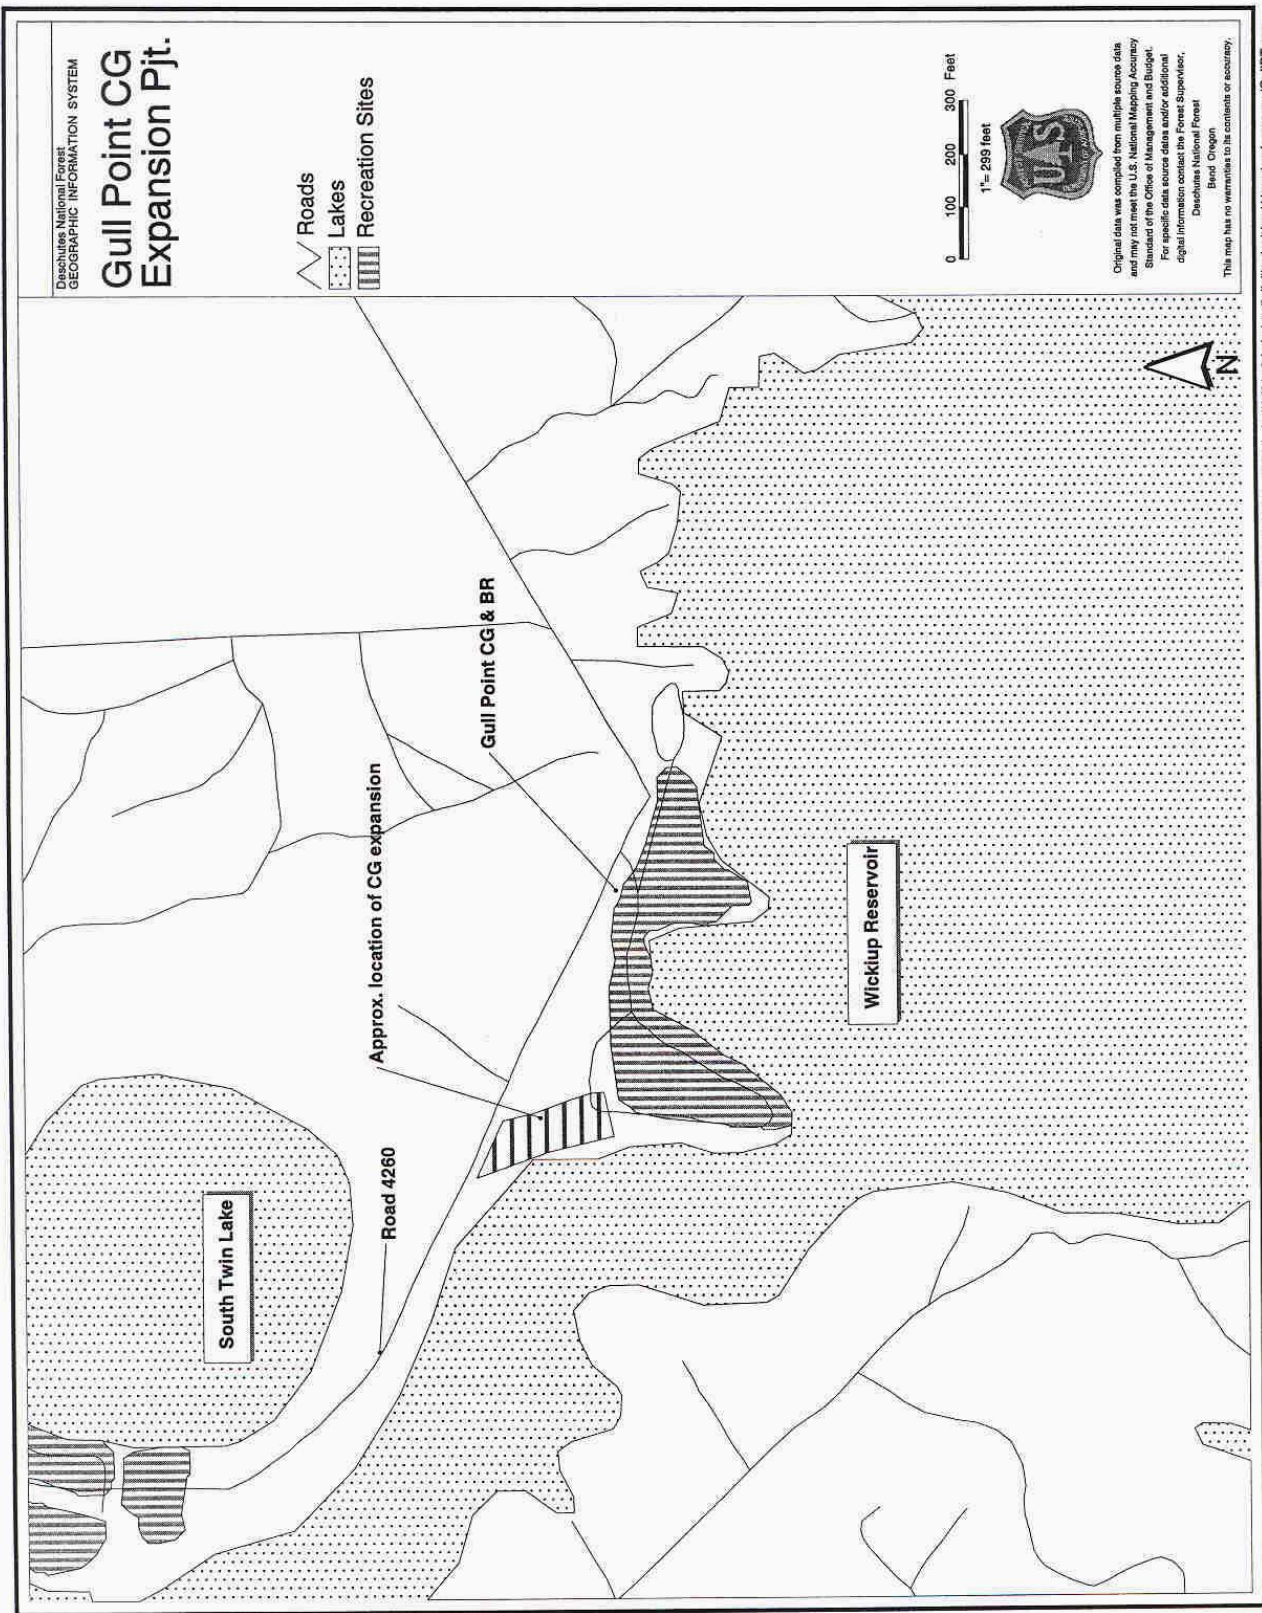 Deschutes National Forest
GEOGRAPHIC INFORMATION SYSTEM
Gull Point CG
Expansion Pjt.
Roads
Lakes
Recreation Sites
0 100 200 300 Feet
1"= 299 feet
UAS
Original data was compiled from multiple source data
and may not meet the U.S. National Mapping Accuracy
Standard of the Office of Management and Budget.
For specific data source dates and/or additional
digital information contact the Forest Supervisor,
Deschutes National Forest
Bend Oregon
This map has no warranties to its contents or accuracy.
South Twin Lake
Road 4260
Approx. location of CG expansion
Gull Point CG & BR
Wickiup Reservoir
N